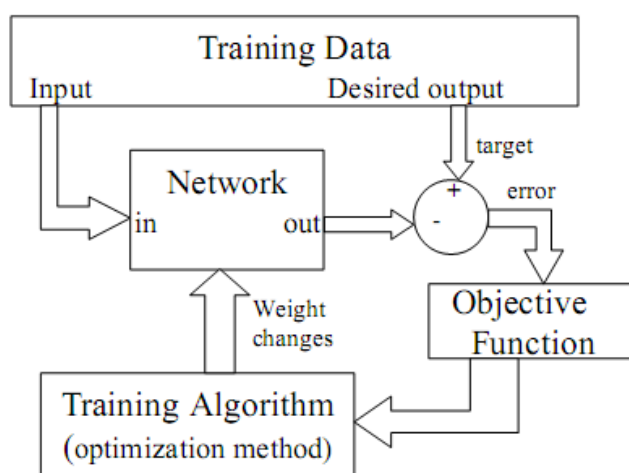 Training Data
Input
Desired output
target
Network
+
error
in
out
-
Weight
changes
Objective
Function
Training Algorithm
(optimization method)